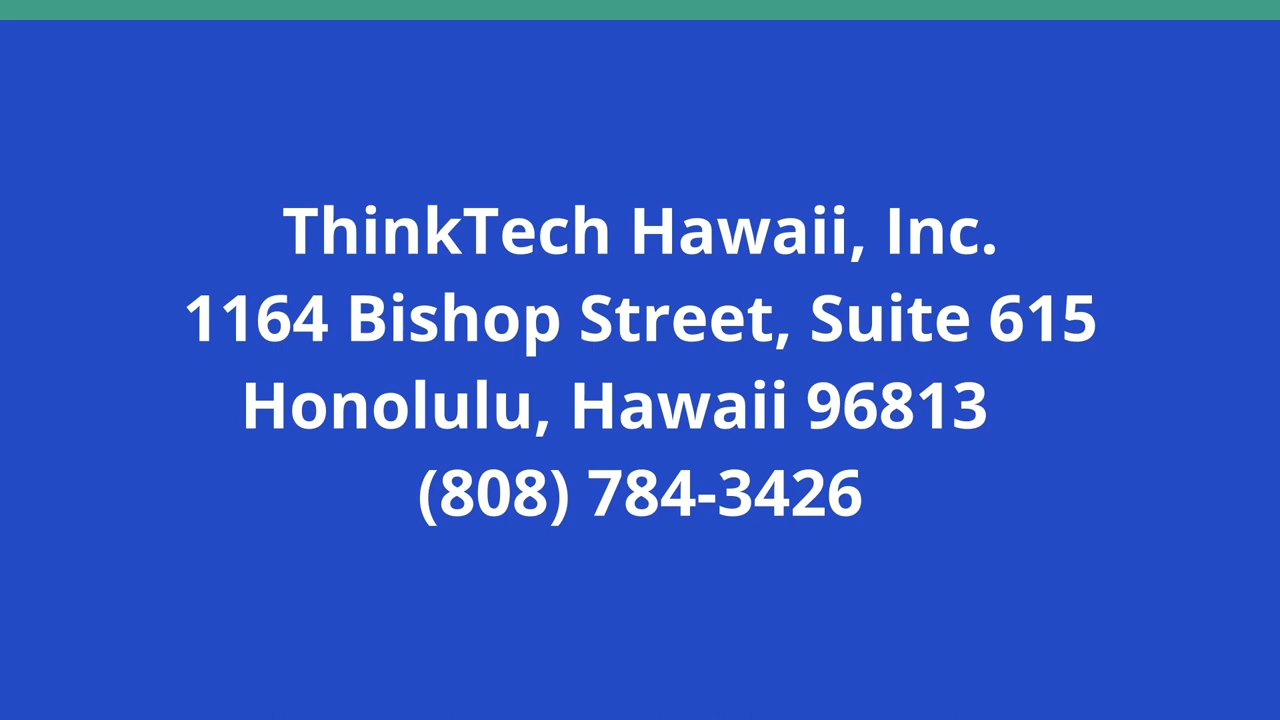 ThinkTech Hawaii, Inc.
1164 Bishop Street, Suite 615
Honolulu, Hawaii 96813
(808) 784-3426